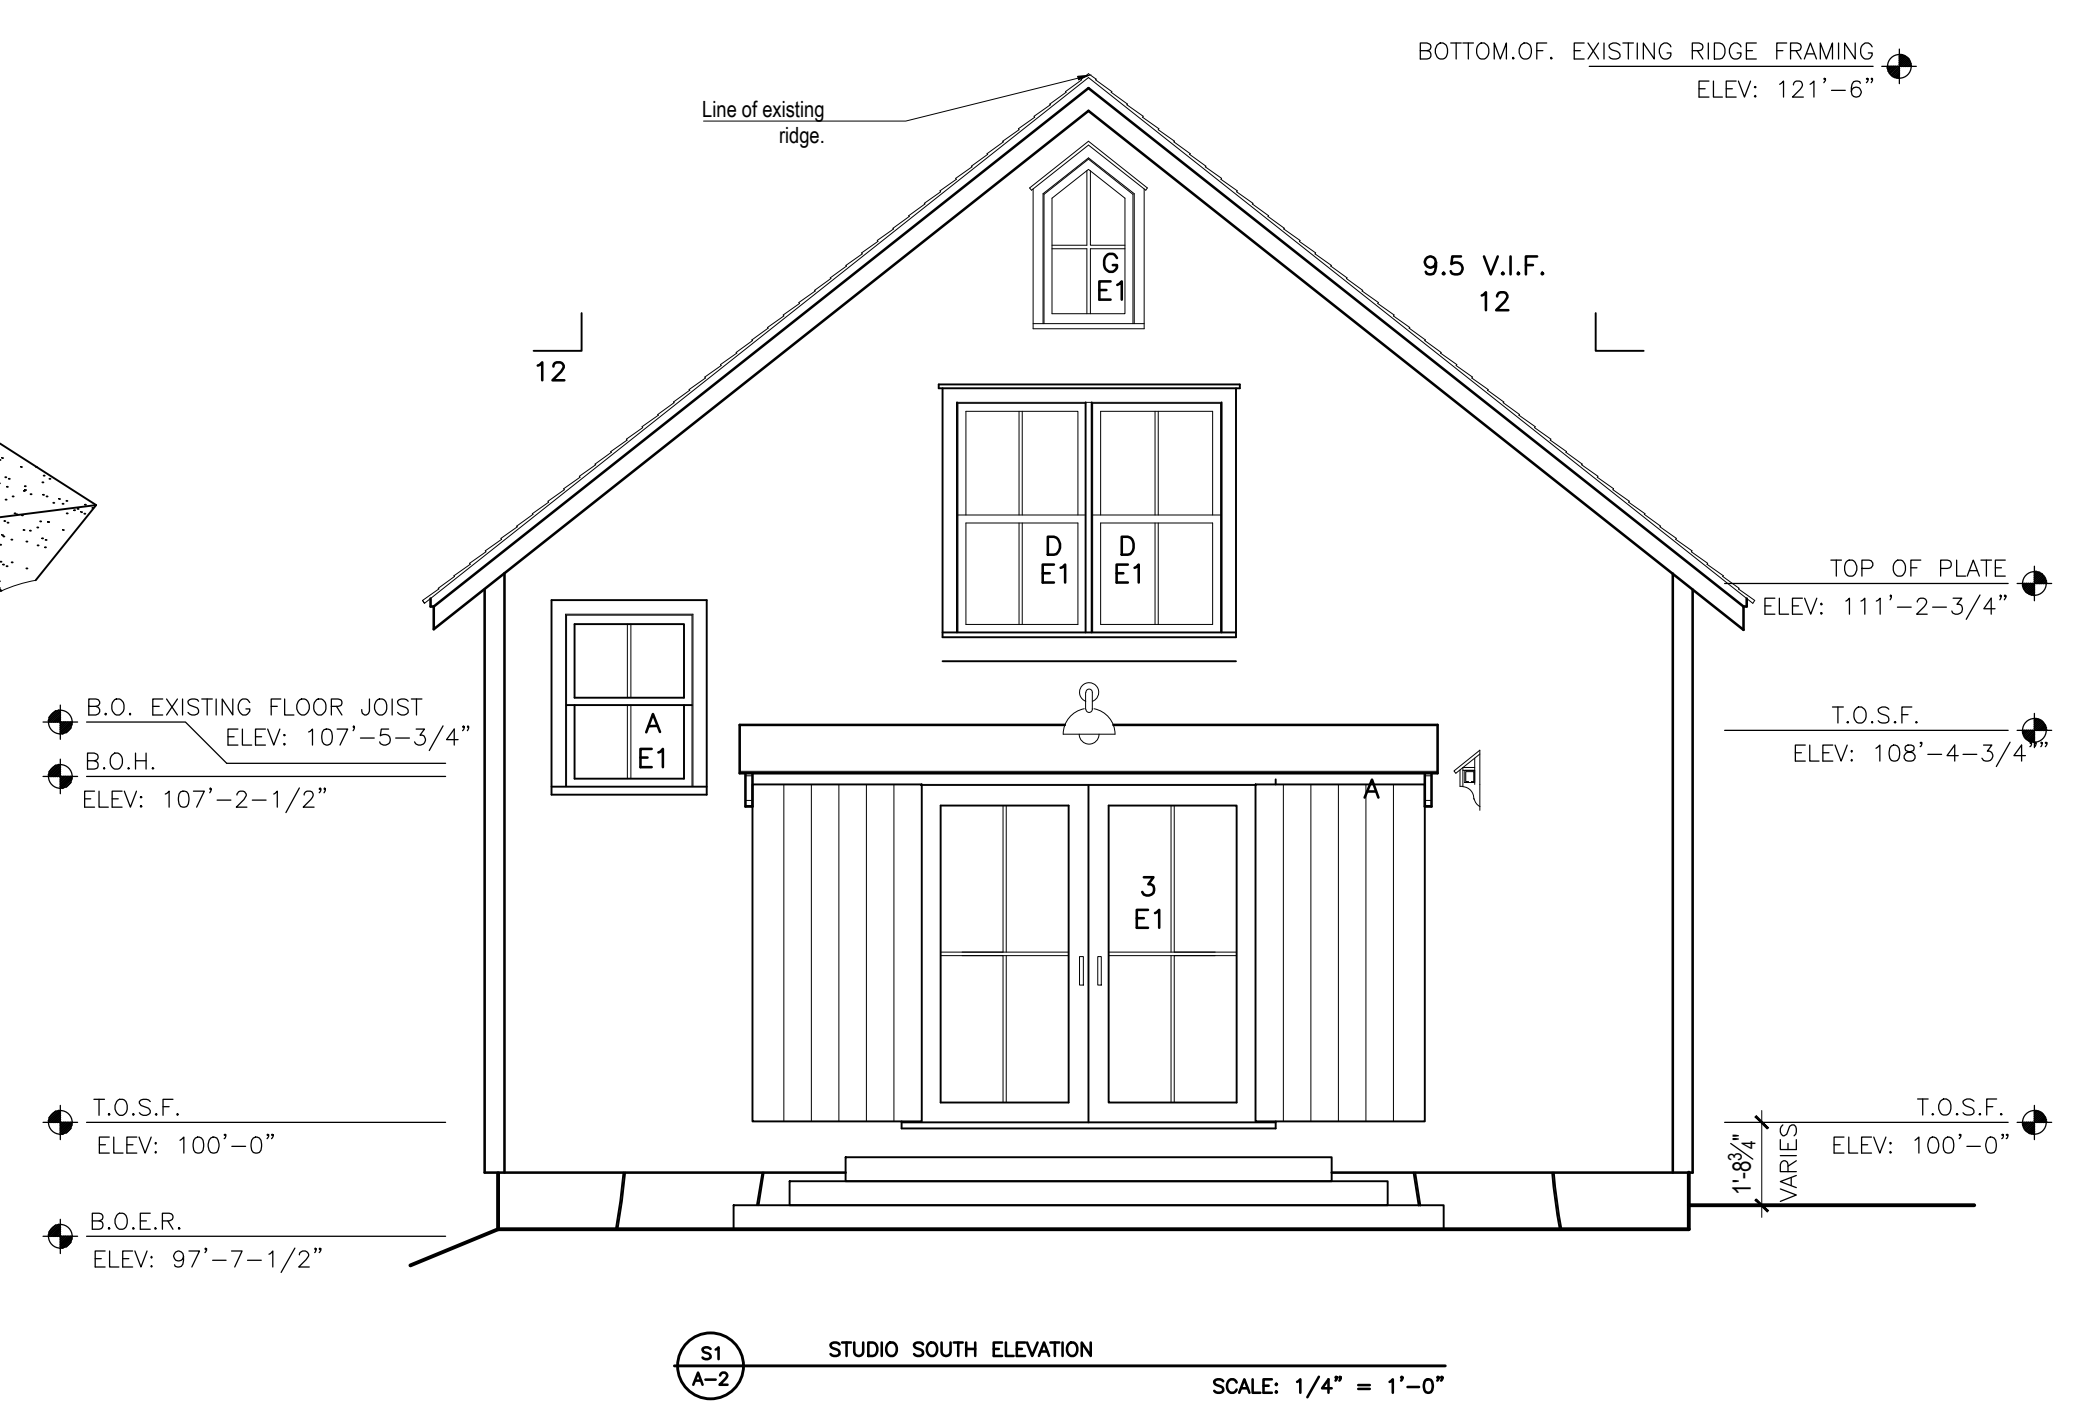 BOTTOM.OF. EXISTING RIDGE FRAMING
ELEV: 121'-6"
Line of existing
ridge.
G
E1
9.5 V.I.F.
12
12
D
E1
D
E1
TOP OF PLATE
ELEV: 111'-2-3/4"
B.O. EXISTING FLOOR JOIST
ELEV: 107'-5-3/4"
A
E1
T.O.S.F.
ELEV: 108'-4-3/4""
B.O.H.
ELEV: 107'-2-1/2"
A
3
E1
T.O.S.F.
ELEV: 100'-0"
T.O.S.F.
ELEV: 100'-0"
1'-8¾"
VARIES
B.O.E.R.
ELEV: 97'-7-1/2"
S1
A-2
STUDIO SOUTH ELEVATION
SCALE: 1/4" = 1'-0"